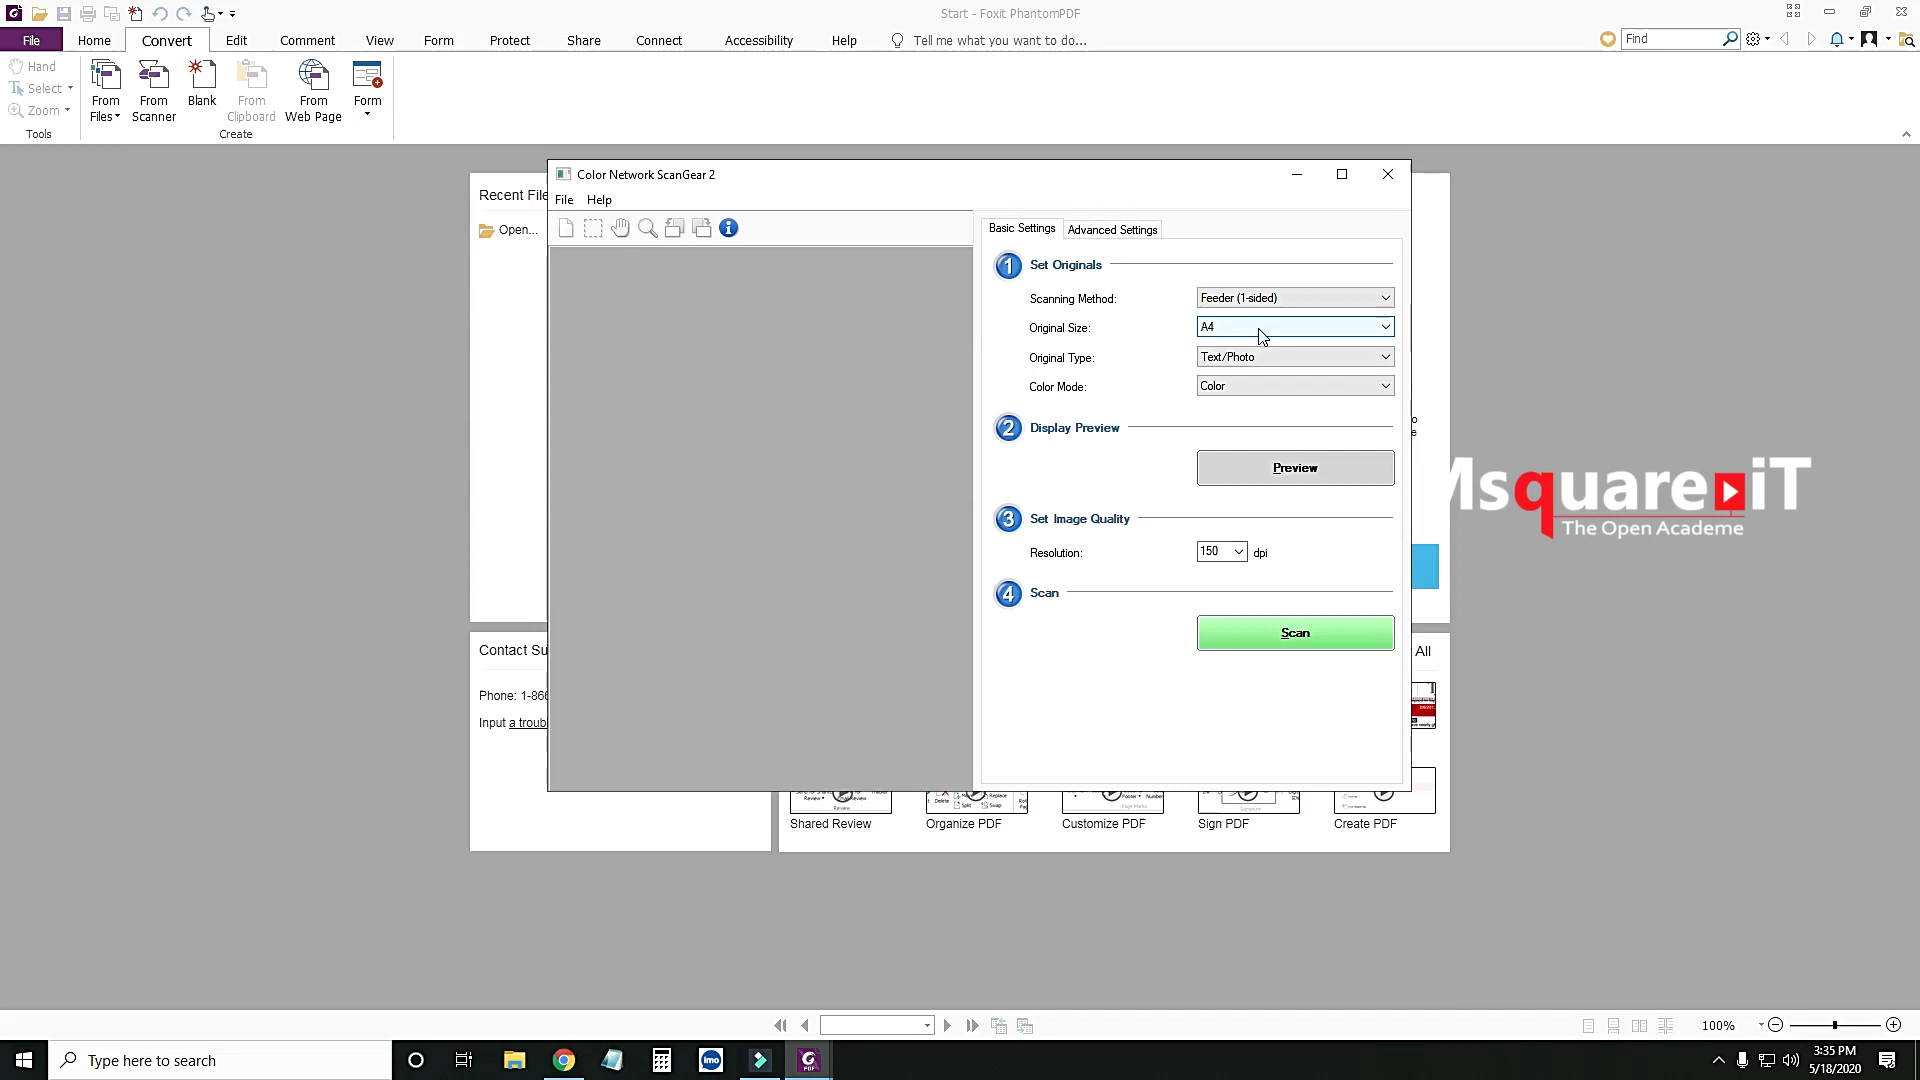 Start - Foxit PhantomPDF
File Home Convert Edit Comment View Form Protect Share Connect Accessibility Help Tell me what you want to do... Find
Hand
Select
Zoom
Tools
From Files
From Scanner
Blank
From Clipboard
From Web Page
Form
Create
Recent File
Open...
Color Network ScanGear 2
File Help
Basic Settings Advanced Settings
1 Set Originals
Scanning Method: Feeder (1-sided)
Original Size: A4
Original Type: Text/Photo
Color Mode: Color
2 Display Preview
Preview
3 Set Image Quality
Resolution: 150 dpi
4 Scan
Scan
Msquare iT
The Open Academe
Contact Su
All
Phone: 1-866
Input a troubl
Shared Review Organize PDF Customize PDF Sign PDF Create PDF
100%
Type here to search
imo
PDF
3:35 PM
5/18/2020